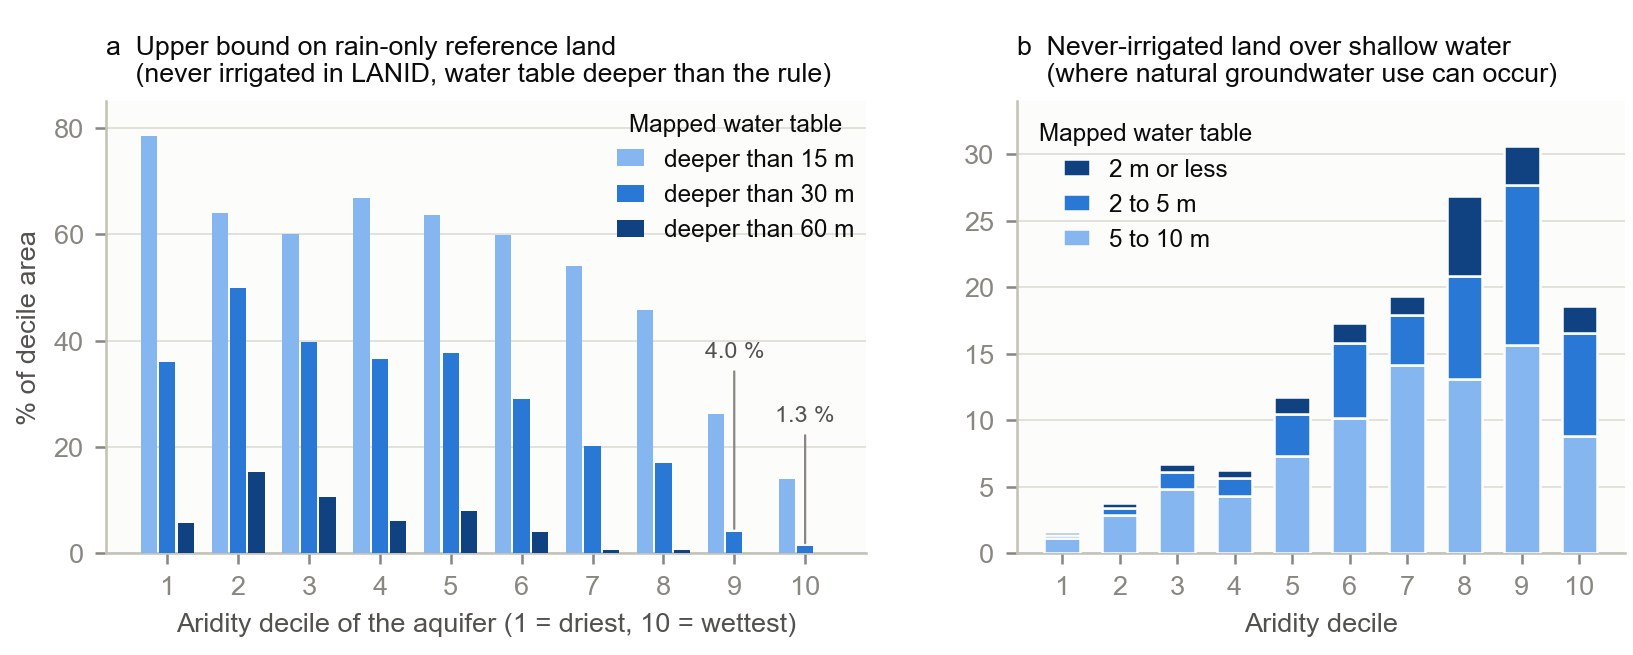 a Upper bound on rain-only reference land
(never irrigated in LANID, water table deeper than the rule)
% of decile area
80
60
40
20
0
Mapped water table
deeper than 15 m
deeper than 30 m
deeper than 60 m
4.0 %
1.3 %
1 2 3 4 5 6 7 8 9 10
Aridity decile of the aquifer (1 = driest, 10 = wettest)
b Never-irrigated land over shallow water
(where natural groundwater use can occur)
30
25
20
15
10
5
0
Mapped water table
2 m or less
2 to 5 m
5 to 10 m
1 2 3 4 5 6 7 8 9 10
Aridity decile